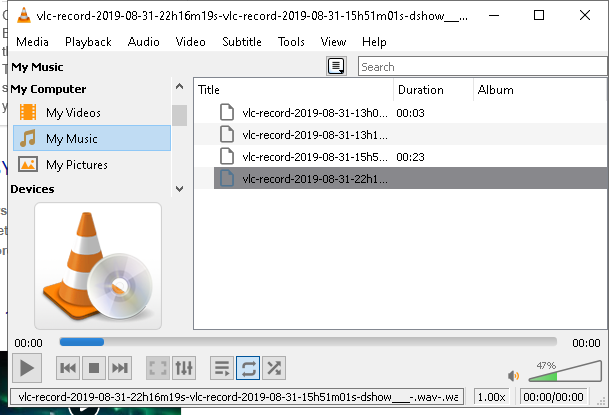 vlc-record-2019-08-31-22h16m19s-vlc-record-2019-08-31-15h51m01s-dshow___...
Media Playback Audio Video Subtitle Tools View Help
My Music
Search
My Computer
My Videos
My Music
My Pictures
Devices
Title Duration Album
vlc-record-2019-08-31-13h0... 00:03
vlc-record-2019-08-31-13h1...
vlc-record-2019-08-31-15h5... 00:23
vlc-record-2019-08-31-22h1...
00:00 00:00
47%
vlc-record-2019-08-31-22h16m19s-vlc-record-2019-08-31-15h51m01s-dshow___-.wav-.wa
1.00x
00:00/00:00